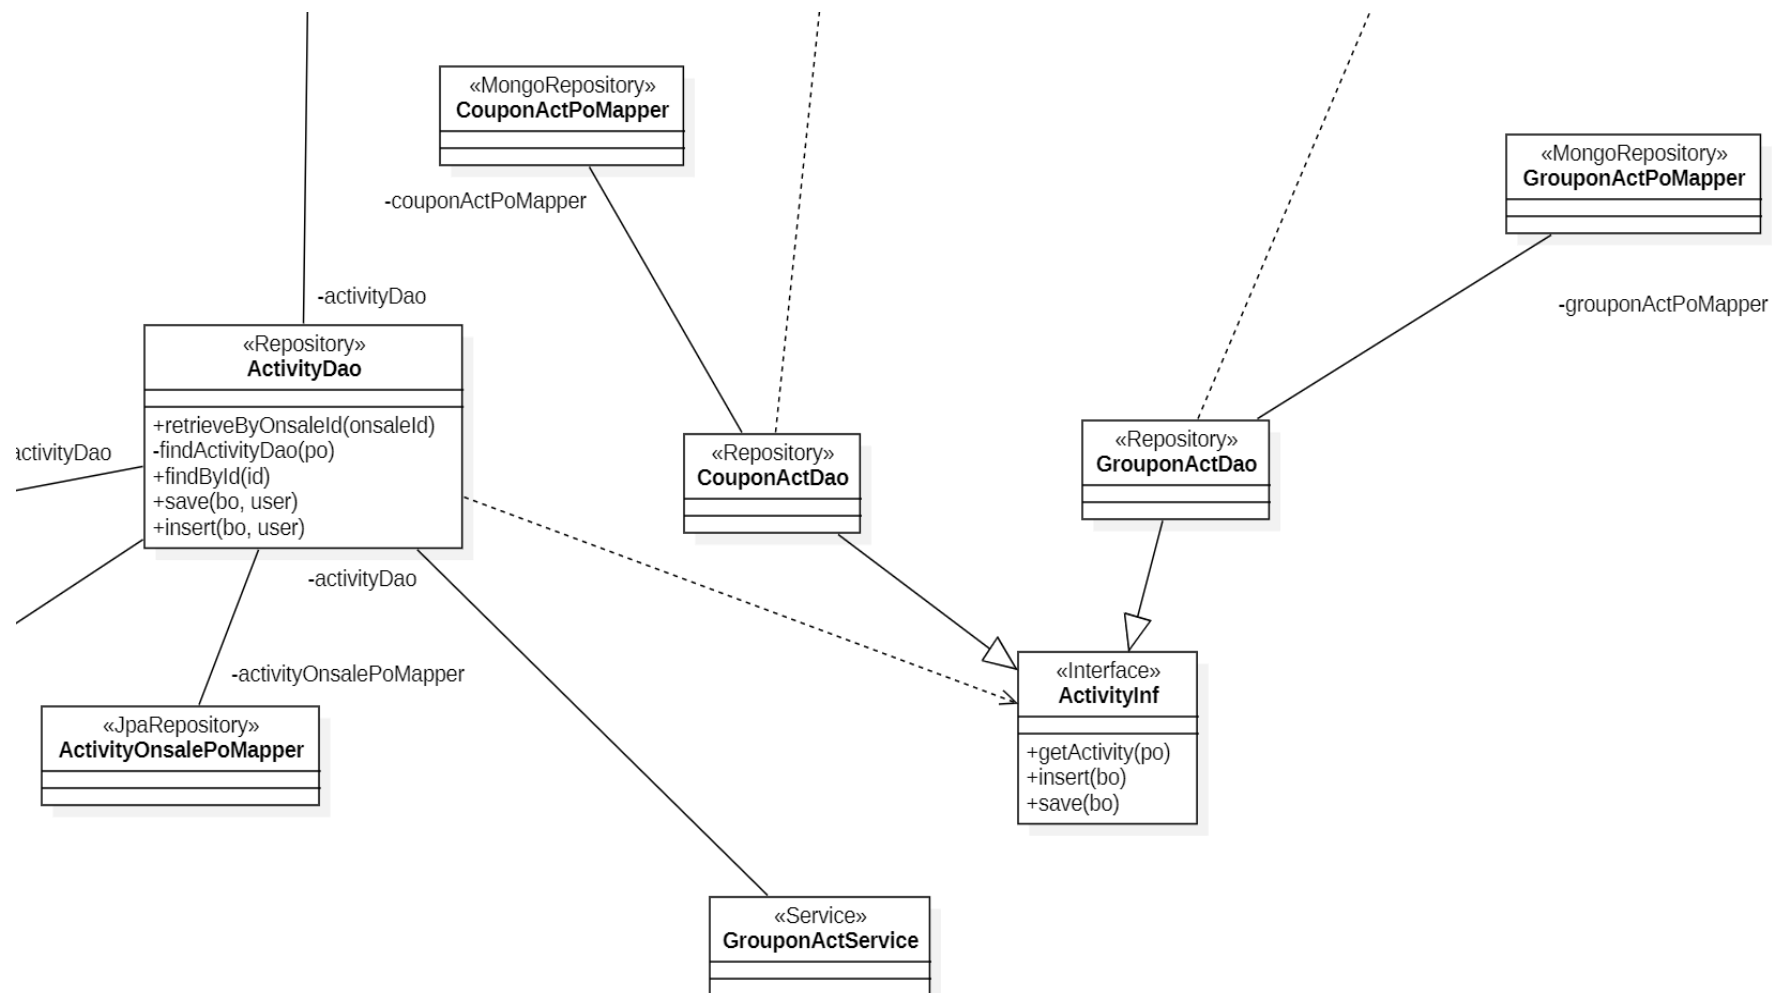 «MongoRepository»
CouponActPoMapper
-couponActPoMapper
«MongoRepository»
GrouponActPoMapper
-grouponActPoMapper
-activityDao
«Repository»
ActivityDao
+retrieveByOnsaleId(onsaleId)
-findActivityDao(po)
+findById(id)
+save(bo, user)
+insert(bo, user)
activityDao
«Repository»
CouponActDao
«Repository»
GrouponActDao
-activityDao
-activityOnsalePoMapper
«JpaRepository»
ActivityOnsalePoMapper
«Interface»
ActivityInf
+getActivity(po)
+insert(bo)
+save(bo)
«Service»
GrouponActService